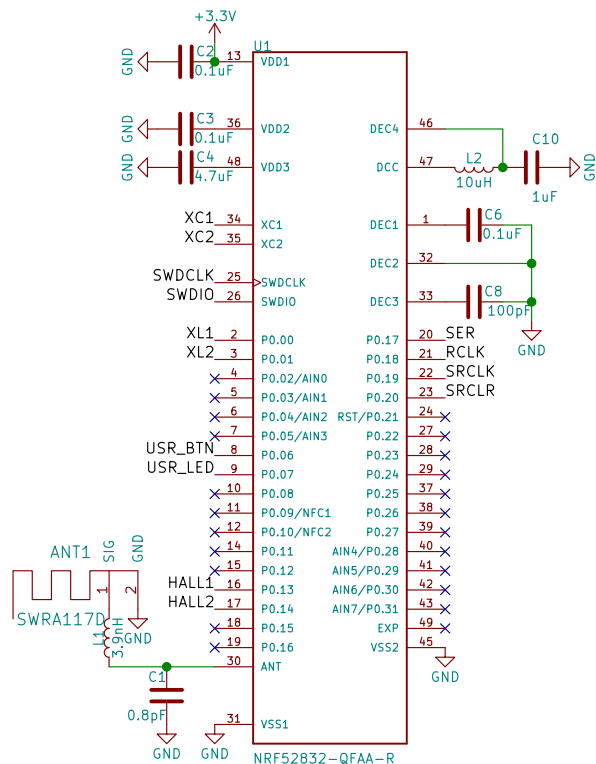 +3.3V
U1
GND
C2
0.1uF
13
VDD1
GND
C3
0.1uF
36
VDD2
DEC4
46
GND
C4
4.7uF
48
VDD3
DCC
47
L2
10uH
C10
1uF
GND
XC1
34
XC1
DEC1
1
C6
0.1uF
XC2
35
XC2
DEC2
32
SWDCLK
25
SWDCLK
SWDIO
26
SWDIO
DEC3
33
C8
100pF
GND
XL1
2
P0.00
P0.17
20
SER
XL2
3
P0.01
P0.18
21
RCLK
4
P0.02/AIN0
P0.19
22
SRCLK
5
P0.03/AIN1
P0.20
23
SRCLR
6
P0.04/AIN2
RST/P0.21
24
7
P0.05/AIN3
P0.22
27
USR_BTN
8
P0.06
P0.23
28
USR_LED
9
P0.07
P0.24
29
10
P0.08
P0.25
37
11
P0.09/NFC1
P0.26
38
12
P0.10/NFC2
P0.27
39
14
P0.11
AIN4/P0.28
40
15
P0.12
AIN5/P0.29
41
HALL1
16
P0.13
AIN6/P0.30
42
HALL2
17
P0.14
AIN7/P0.31
43
18
P0.15
EXP
49
19
P0.16
VSS2
45
GND
30
ANT
31
VSS1
GND
ANT1
SIG
GND
1
2
SWRA117D
GND
L1
3.9nH
C1
0.8pF
GND
NRF52832-QFAA-R